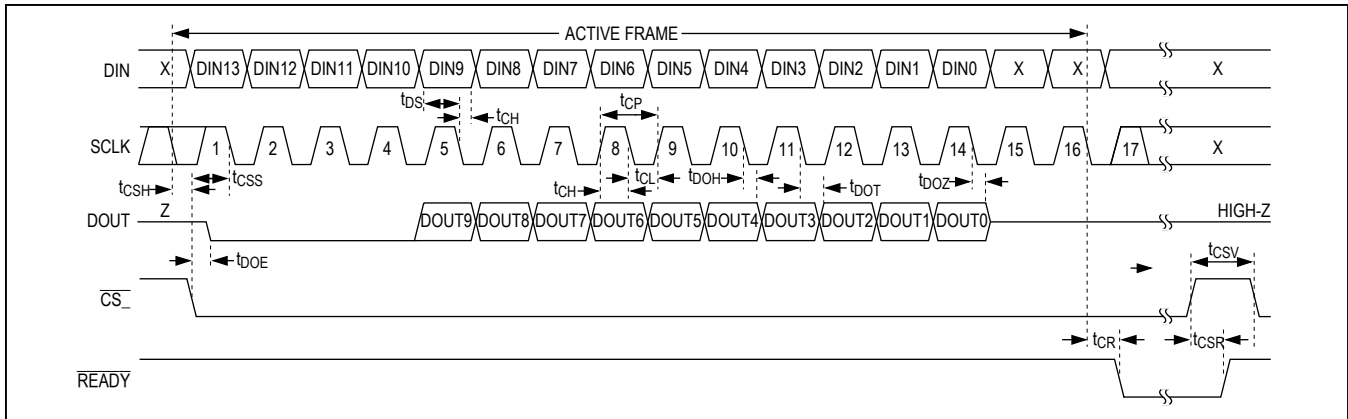 ACTIVE FRAME
DIN X DIN13 DIN12 DIN11 DIN10 DIN9 DIN8 DIN7 DIN6 DIN5 DIN4 DIN3 DIN2 DIN1 DIN0 X X X
tDS tCH tCP
SCLK 1 2 3 4 5 6 7 8 9 10 11 12 13 14 15 16 17 X
tCSH tCSS tCH tCL tDOH tDOT tDOZ
DOUT Z DOUT9 DOUT8 DOUT7 DOUT6 DOUT5 DOUT4 DOUT3 DOUT2 DOUT1 DOUT0 HIGH-Z
tDOE tCSV
CS_
tCR tCSR
READY